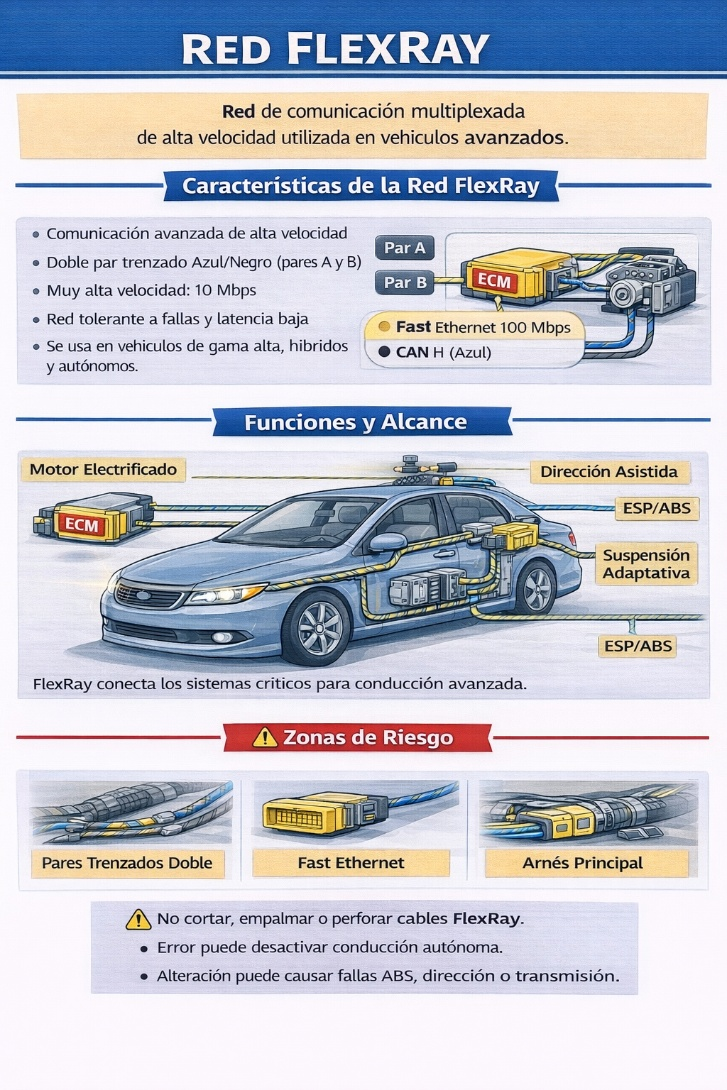 RED FLEXRAY
Red de comunicación multiplexada
de alta velocidad utilizada en vehiculos avanzados.
Características de la Red FlexRay
• Comunicación avanzada de alta velocidad
• Doble par trenzado Azul/Negro (pares A y B)
• Muy alta velocidad: 10 Mbps
• Red tolerante a fallas y latencia baja
• Se usa en vehiculos de gama alta, hibridos
y autónomos.
Par A
Par B
ECM
Fast Ethernet 100 Mbps
CAN H (Azul)
Funciones y Alcance
Motor Electrificado
ECM
Dirección Asistida
ESP/ABS
Suspensión
Adaptativa
ESP/ABS
FlexRay conecta los sistemas criticos para conducción avanzada.
Zonas de Riesgo
Pares Trenzados Doble
Fast Ethernet
Arnés Principal
No cortar, empalmar o perforar cables FlexRay.
• Error puede desactivar conducción autónoma.
• Alteración puede causar fallas ABS, dirección o transmisión.